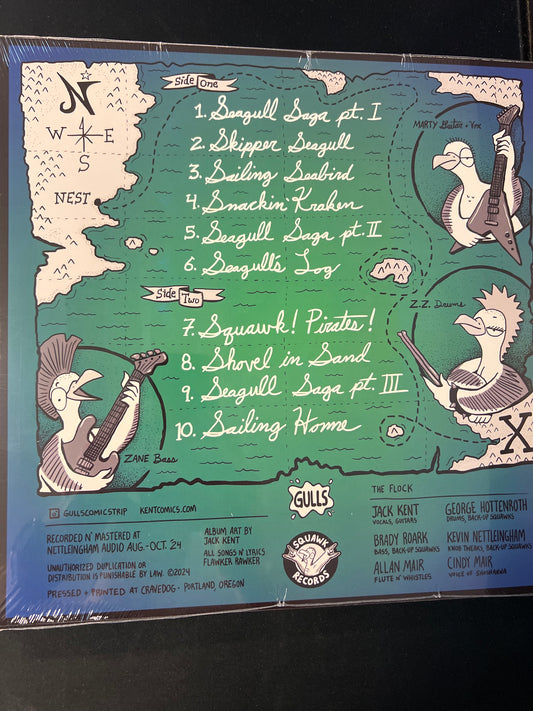 N
W E
S
NEST
Side One
1. Seagull Saga pt. I
2. Skipper Seagull
3. Sailing Seabird
4. Snackin' Kraken
5. Seagull Saga pt. II
6. Seagull's Log
Side Two
7. Squawk! Pirates!
8. Shovel in Sand
9. Seagull Saga pt. III
10. Sailing Home
MARTY Guitar + Vox
Z.Z. Drums
ZANE Bass
X
GULLSCOMICSTRIP KENTCOMICS.COM
RECORDED N' MASTERED AT
NETTLEINGHAM AUDIO AUG.-OCT. '24
UNAUTHORIZED DUPLICATION OR
DISTRIBUTION IS PUNISHABLE BY LAW. ©2024
PRESSED + PRINTED AT CRAVEDOG - PORTLAND, OREGON
ALBUM ART BY
JACK KENT
ALL SONGS N' LYRICS
FLAWKER RAWKER
GULLS
SQUAWK
RECORDS
THE FLOCK
JACK KENT
VOCALS, GUITARS
BRADY ROARK
BASS, BACK-UP SQUAWKS
ALLAN MAIR
FLUTE N' WHISTLES
GEORGE HOTTENROTH
DRUMS, BACK-UP SQUAWKS
KEVIN NETTLEINGHAM
KNOB TWEAKS, BACK-UP SQUAWKS
CINDY MAIR
VOICE OF